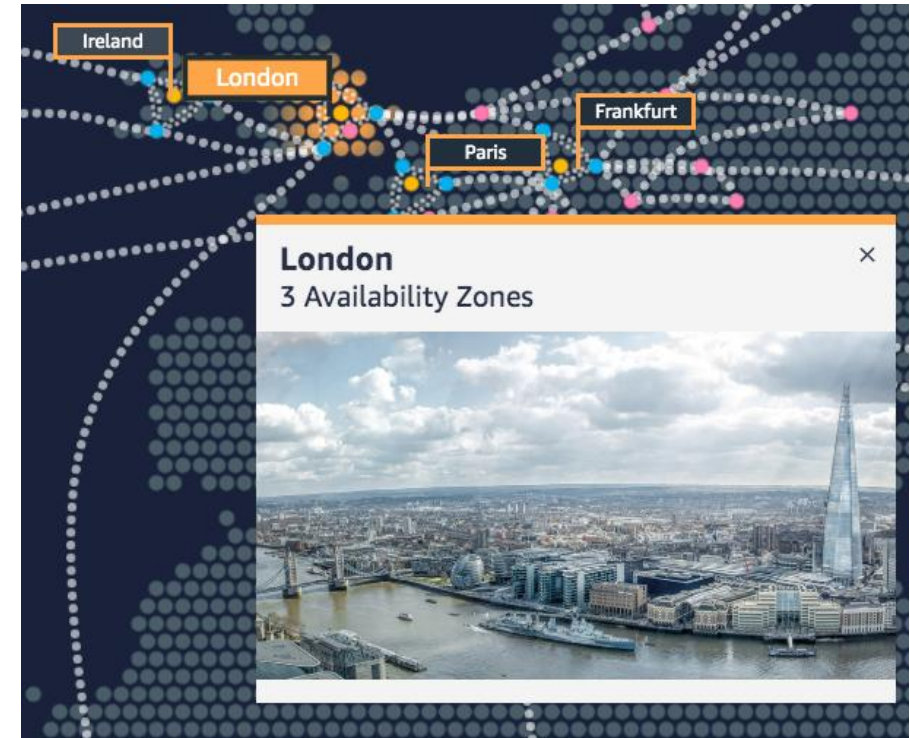 Ireland
London
Frankfurt
Paris
London
3 Availability Zones